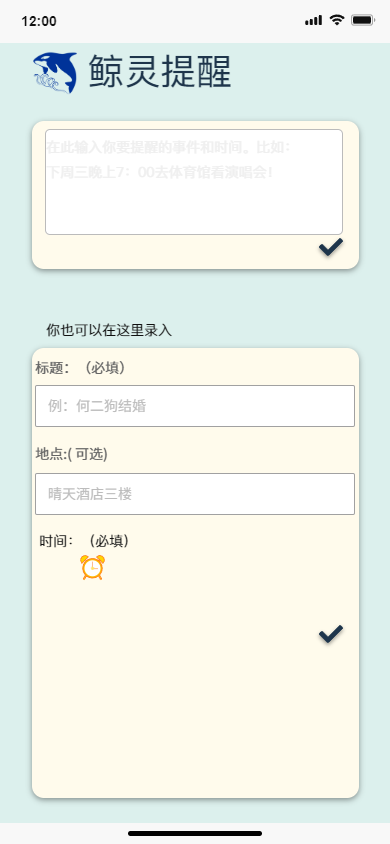 12:00
鲸灵提醒
在此输入你要提醒的事件和时间。比如：
下周三晚上7：00去体育馆看演唱会！
你也可以在这里录入
标题：（必填）
例：何二狗结婚
地点:( 可选)
晴天酒店三楼
时间：（必填）